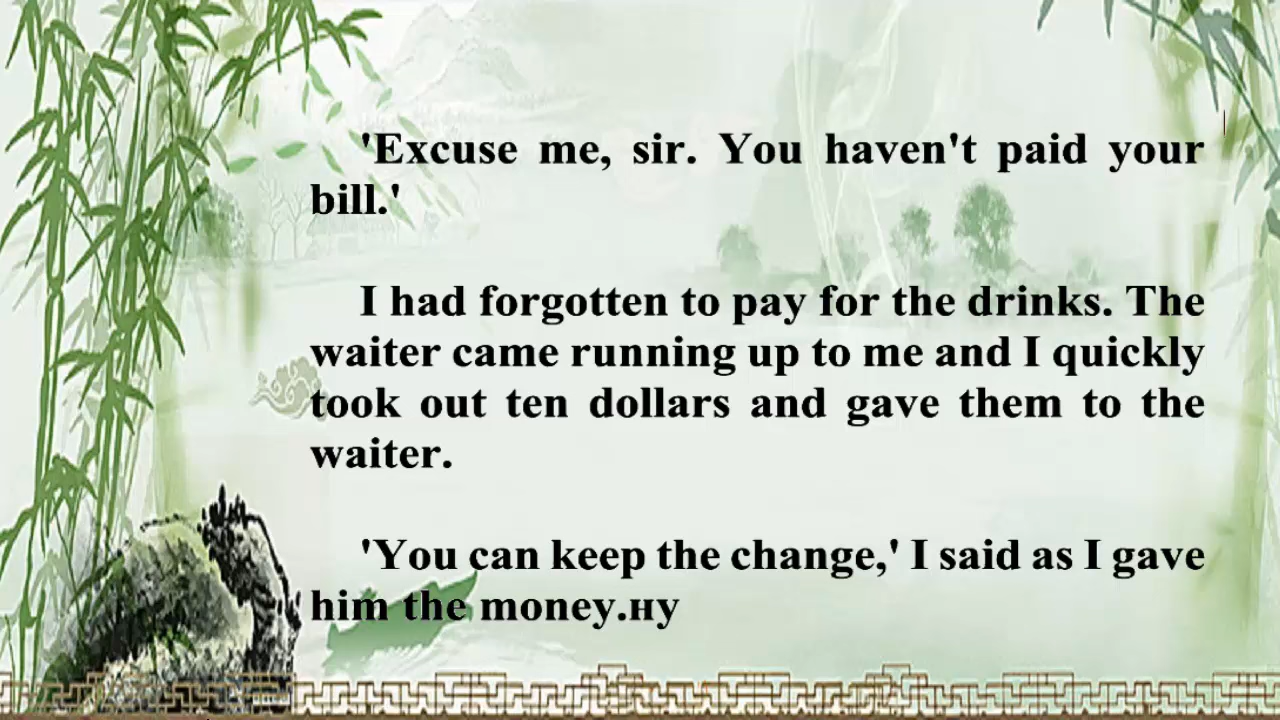 'Excuse me, sir. You haven't paid your
bill.'
I had forgotten to pay for the drinks. The
waiter came running up to me and I quickly
took out ten dollars and gave them to the
waiter.
'You can keep the change,' I said as I gave
him the money.ну